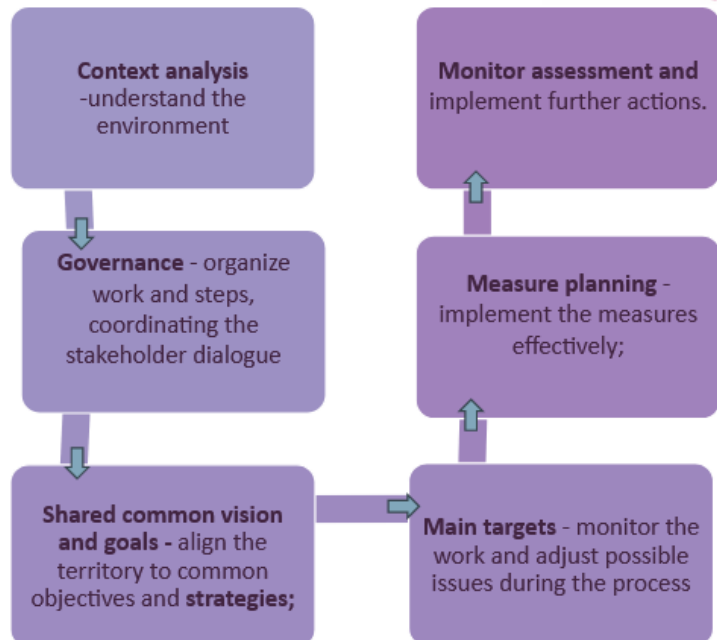 Context analysis
-understand the
environment
Governance - organize
work and steps,
coordinating the
stakeholder dialogue
Shared common vision
and goals - align the
territory to common
objectives and strategies;
Main targets - monitor the
work and adjust possible
issues during the process
Measure planning -
implement the measures
effectively;
Monitor assessment and
implement further actions.